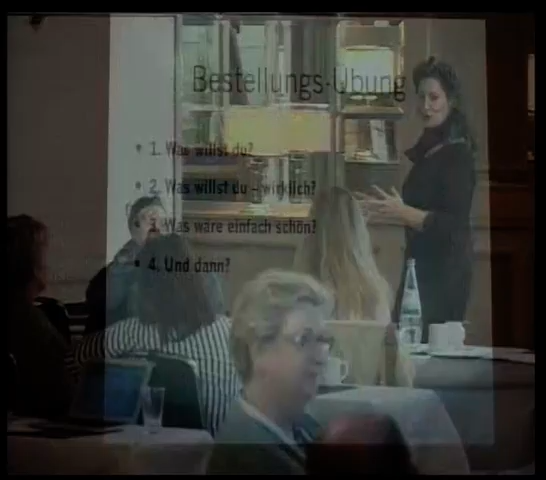 Bestellungs-Übung
• 1. Was willst du?
• 2. Was willst du – wirklich?
• 3. Was wäre einfach schön?
• 4. Und dann?